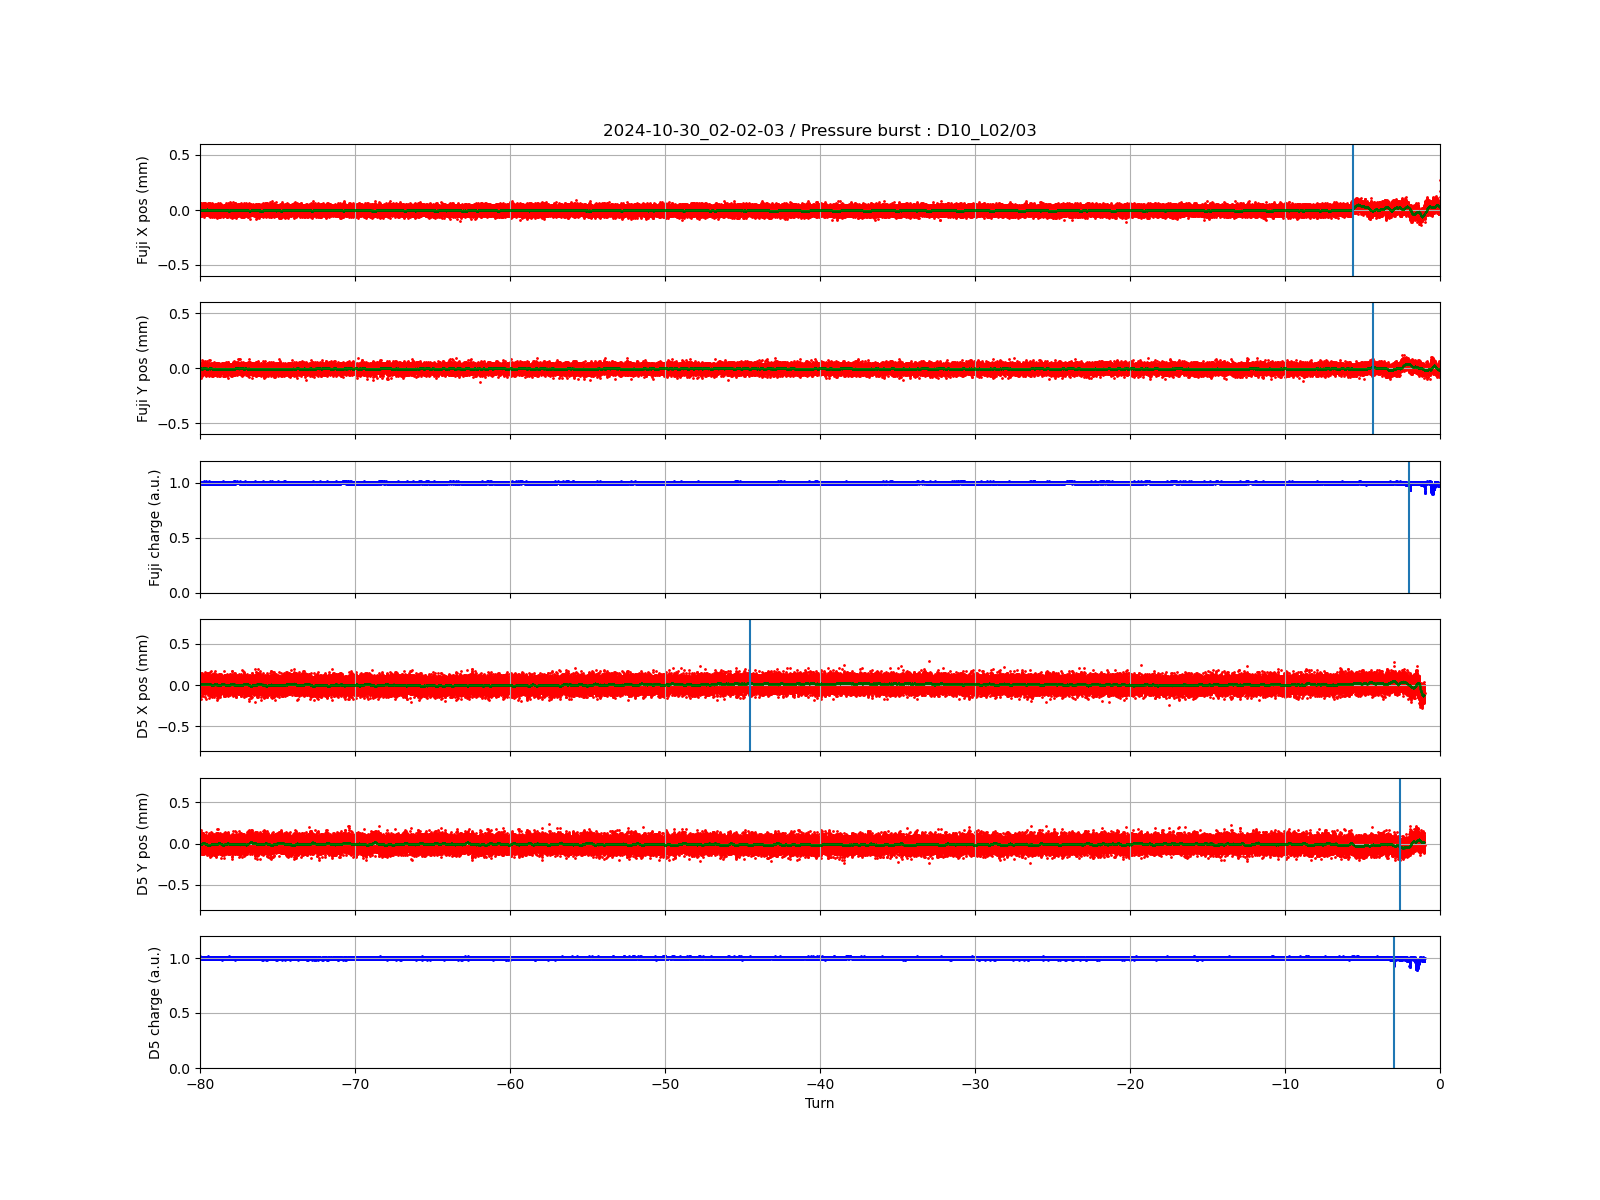 2024-10-30_02-02-03 / Pressure burst : D10_L02/03
Fuji X pos (mm)
0.5
0.0
−0.5
Fuji Y pos (mm)
0.5
0.0
−0.5
Fuji charge (a.u.)
1.0
0.5
0.0
D5 X pos (mm)
0.5
0.0
−0.5
D5 Y pos (mm)
0.5
0.0
−0.5
D5 charge (a.u.)
1.0
0.5
0.0
−80 −70 −60 −50 −40 −30 −20 −10 0
Turn